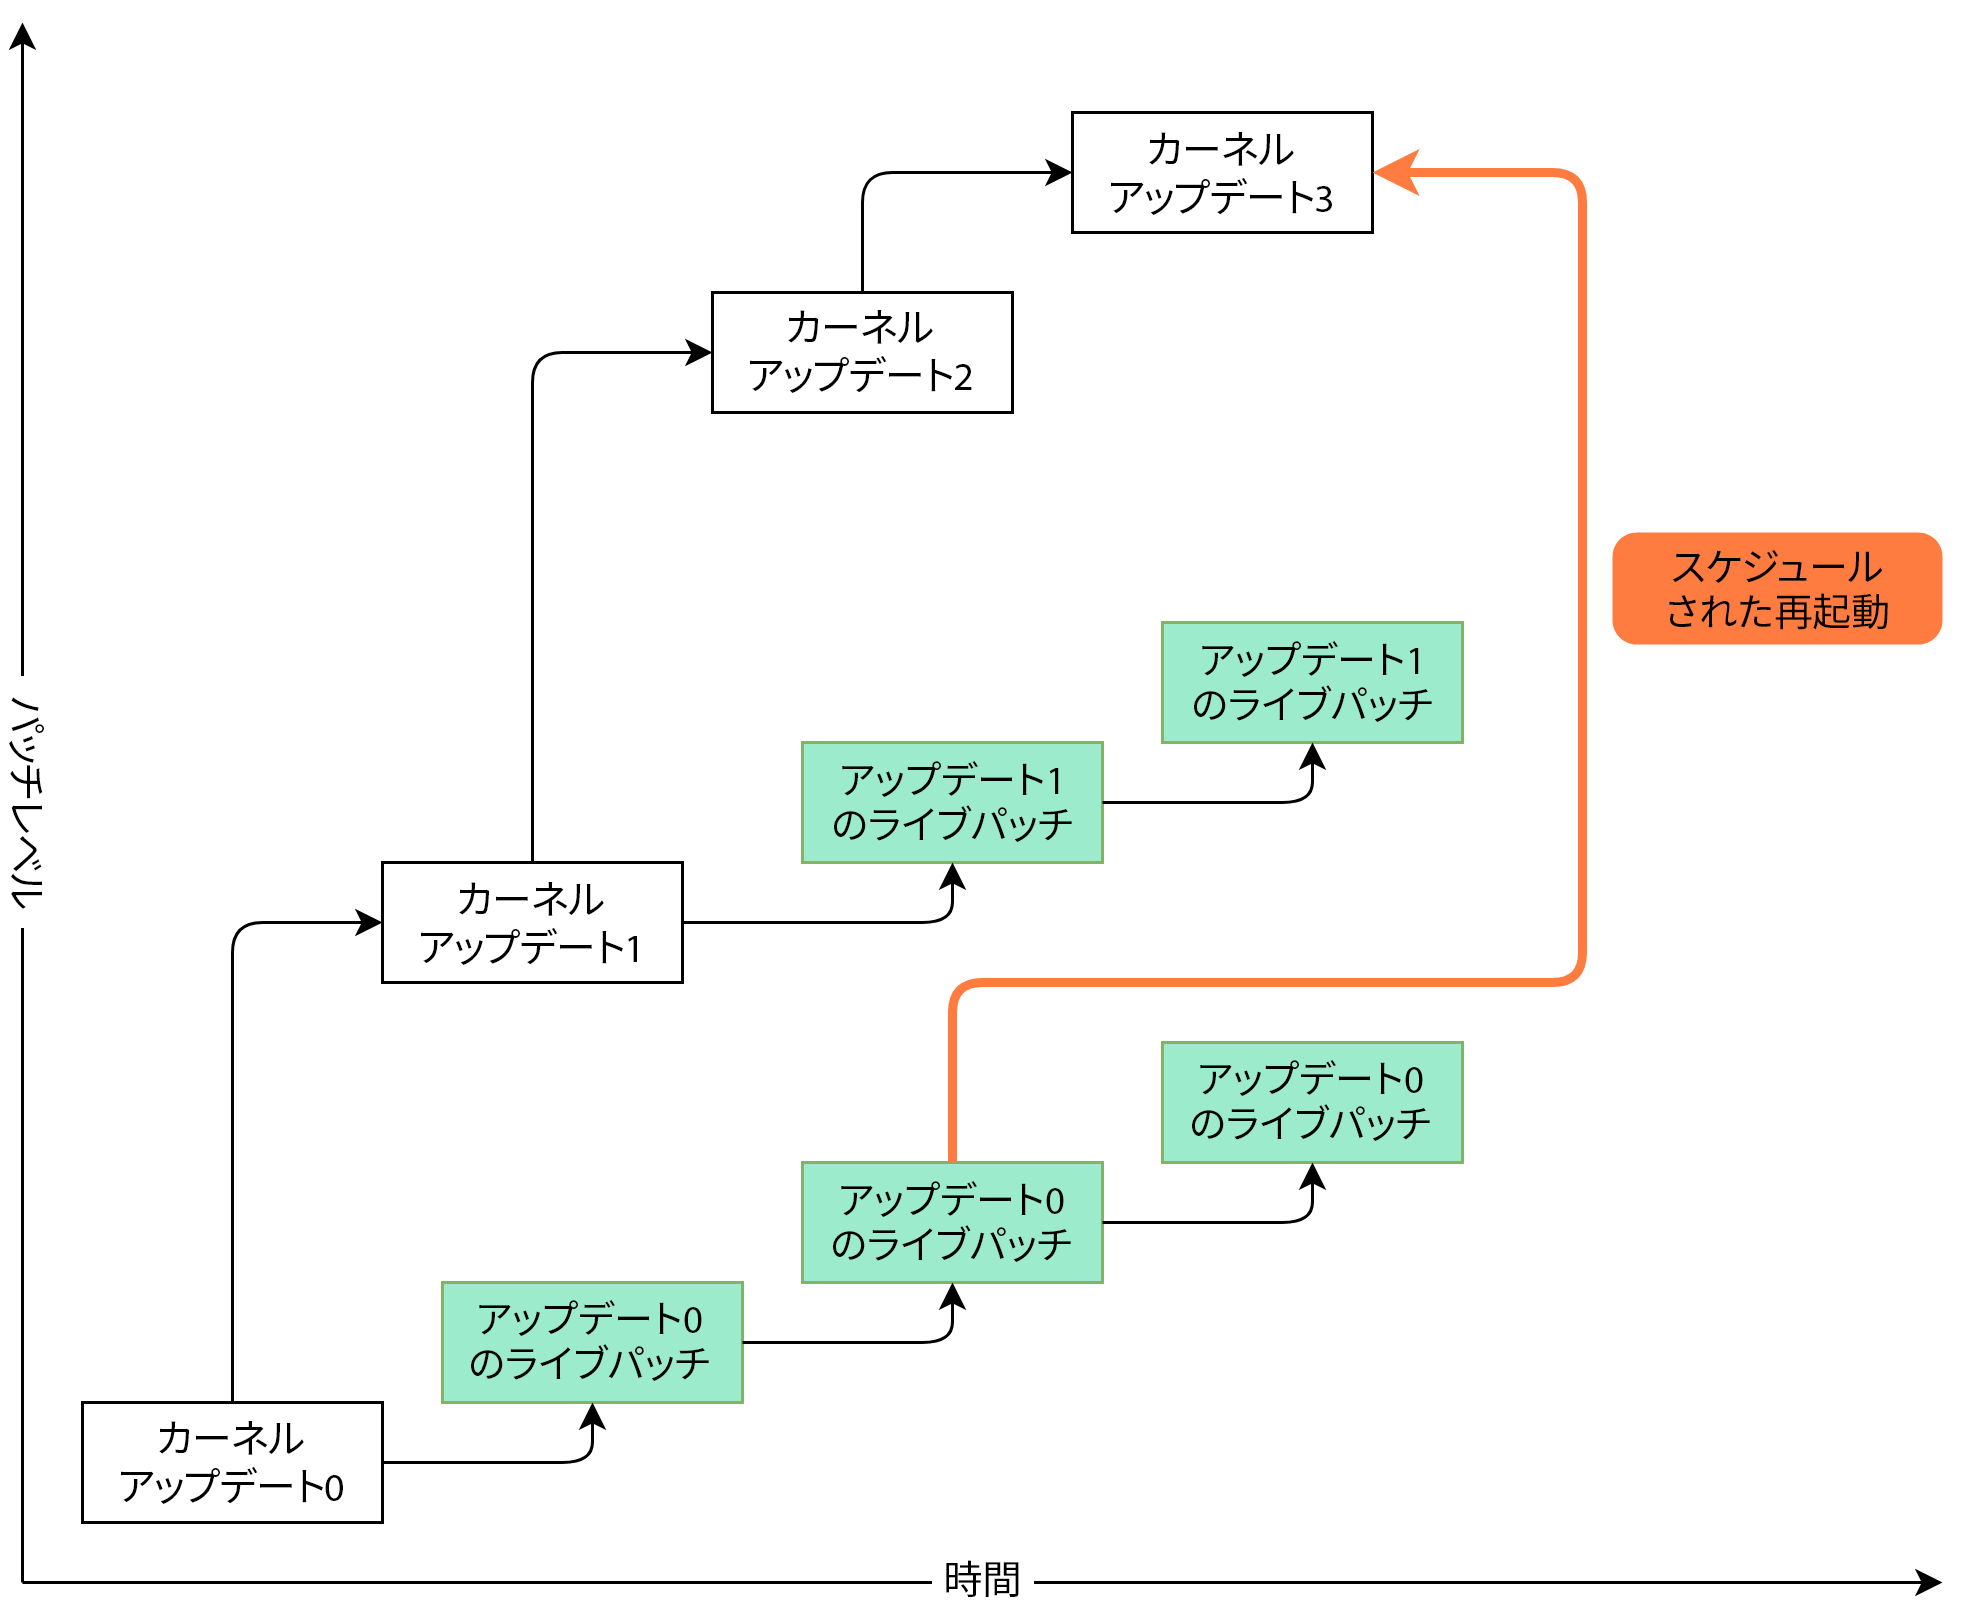 カーネル
アップデート3
カーネル
アップデート2
スケジュール
された再起動
アップデート1
のライブパッチ
パッチレベル
アップデート1
のライブパッチ
カーネル
アップデート1
アップデート0
のライブパッチ
アップデート0
のライブパッチ
アップデート0
のライブパッチ
カーネル
アップデート0
時間